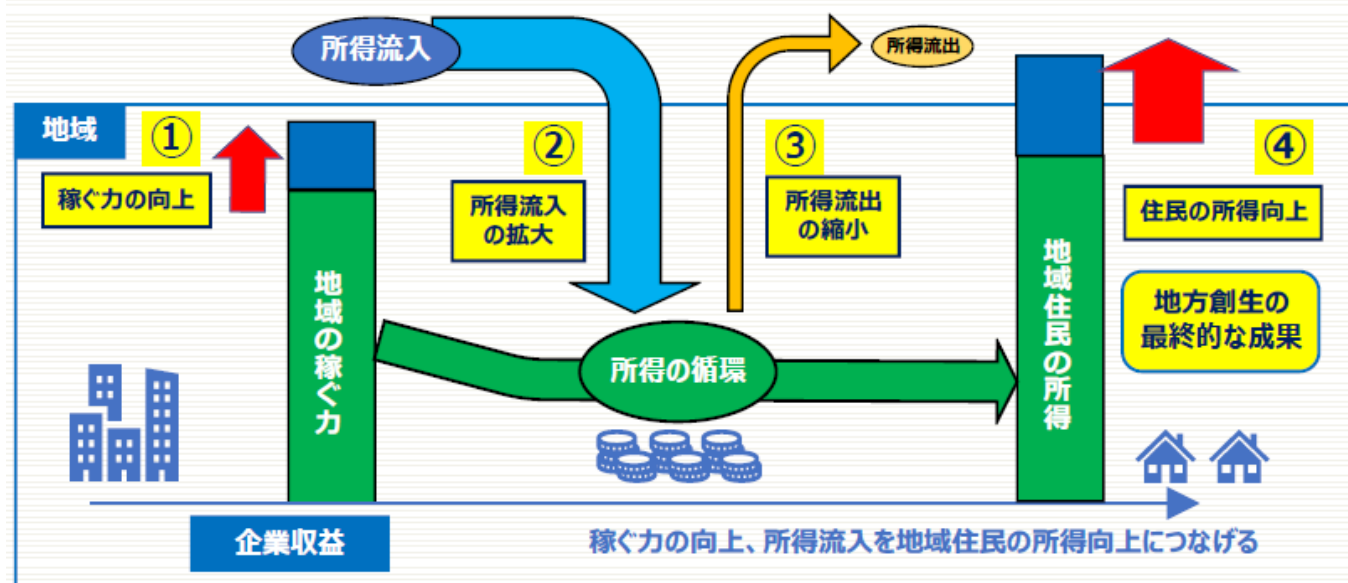 所得流入
所得流出
地域
①
稼ぐ力の向上
②
所得流入
の拡大
③
所得流出
の縮小
④
住民の所得向上
地方創生の
最終的な成果
地域の稼ぐ力
所得の循環
地域住民の所得
企業収益
稼ぐ力の向上、所得流入を地域住民の所得向上につなげる